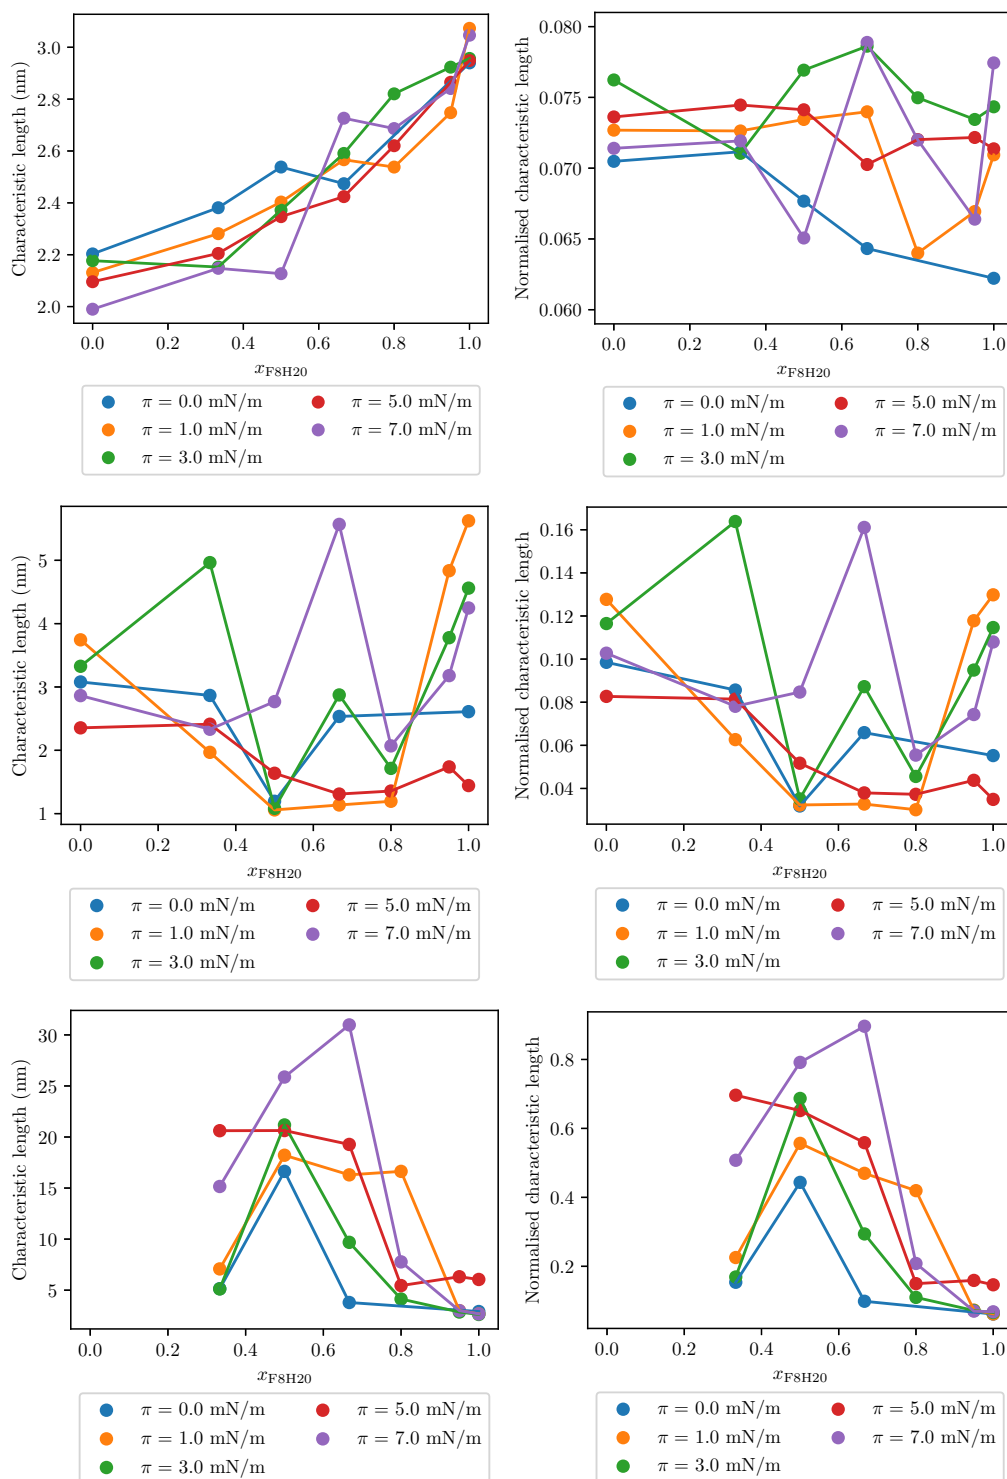 Characteristic length (nm)
3.0
2.8
2.6
2.4
2.2
2.0
0.0 0.2 0.4 0.6 0.8 1.0
x_F8H20
π = 0.0 mN/m π = 5.0 mN/m
π = 1.0 mN/m π = 7.0 mN/m
π = 3.0 mN/m
Normalised characteristic length
0.080
0.075
0.070
0.065
0.060
0.0 0.2 0.4 0.6 0.8 1.0
x_F8H20
π = 0.0 mN/m π = 5.0 mN/m
π = 1.0 mN/m π = 7.0 mN/m
π = 3.0 mN/m
Characteristic length (nm)
5
4
3
2
1
0.0 0.2 0.4 0.6 0.8 1.0
x_F8H20
π = 0.0 mN/m π = 5.0 mN/m
π = 1.0 mN/m π = 7.0 mN/m
π = 3.0 mN/m
Normalised characteristic length
0.16
0.14
0.12
0.10
0.08
0.06
0.04
0.0 0.2 0.4 0.6 0.8 1.0
x_F8H20
π = 0.0 mN/m π = 5.0 mN/m
π = 1.0 mN/m π = 7.0 mN/m
π = 3.0 mN/m
Characteristic length (nm)
30
25
20
15
10
5
0.0 0.2 0.4 0.6 0.8 1.0
x_F8H20
π = 0.0 mN/m π = 5.0 mN/m
π = 1.0 mN/m π = 7.0 mN/m
π = 3.0 mN/m
Normalised characteristic length
0.8
0.6
0.4
0.2
0.0 0.2 0.4 0.6 0.8 1.0
x_F8H20
π = 0.0 mN/m π = 5.0 mN/m
π = 1.0 mN/m π = 7.0 mN/m
π = 3.0 mN/m